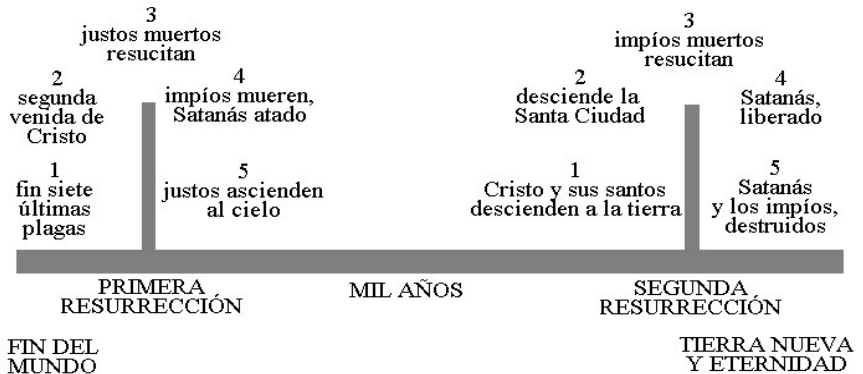 3
justos muertos
resucitan
2
segunda
venida de
Cristo
4
impíos mueren,
Satanás atado
1
fin siete
últimas
plagas
5
justos ascienden
al cielo
3
impíos muertos
resucitan
2
desciende la
Santa Ciudad
4
Satanás,
liberado
1
Cristo y sus santos
descienden a la tierra
5
Satanás
y los impíos,
destruidos
PRIMERA
RESURRECCIÓN
MIL AÑOS
SEGUNDA
RESURRECCIÓN
FIN DEL
MUNDO
TIERRA NUEVA
Y ETERNIDAD